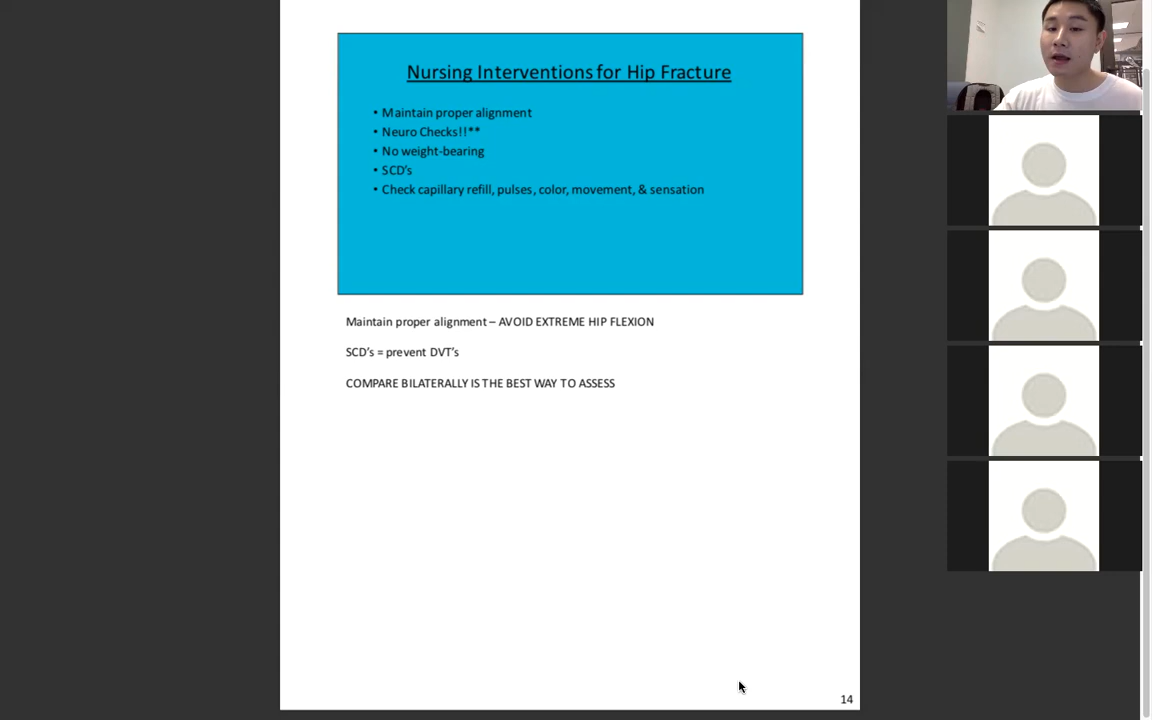 Nursing Interventions for Hip Fracture
• Maintain proper alignment
• Neuro Checks!!**
• No weight-bearing
• SCD's
• Check capillary refill, pulses, color, movement, & sensation
Maintain proper alignment – AVOID EXTREME HIP FLEXION
SCD's = prevent DVT's
COMPARE BILATERALLY IS THE BEST WAY TO ASSESS
14